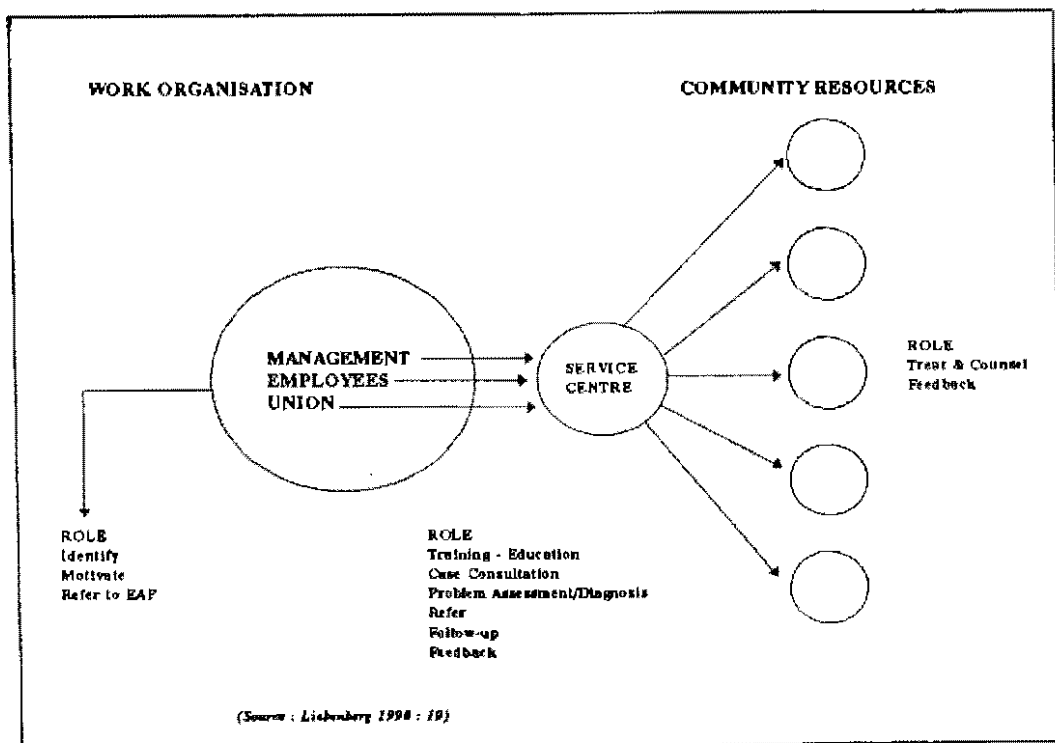 WORK ORGANISATION
COMMUNITY RESOURCES
MANAGEMENT
EMPLOYEES
UNION
SERVICE
CENTRE
ROLE
Treat & Counsel
Feedback
ROLE
Identify
Motivate
Refer to EAP
ROLE
Training - Education
Case Consultation
Problem Assessment/Diagnosis
Refer
Follow-up
Feedback
(Source : Liebenberg 1990 : 19)